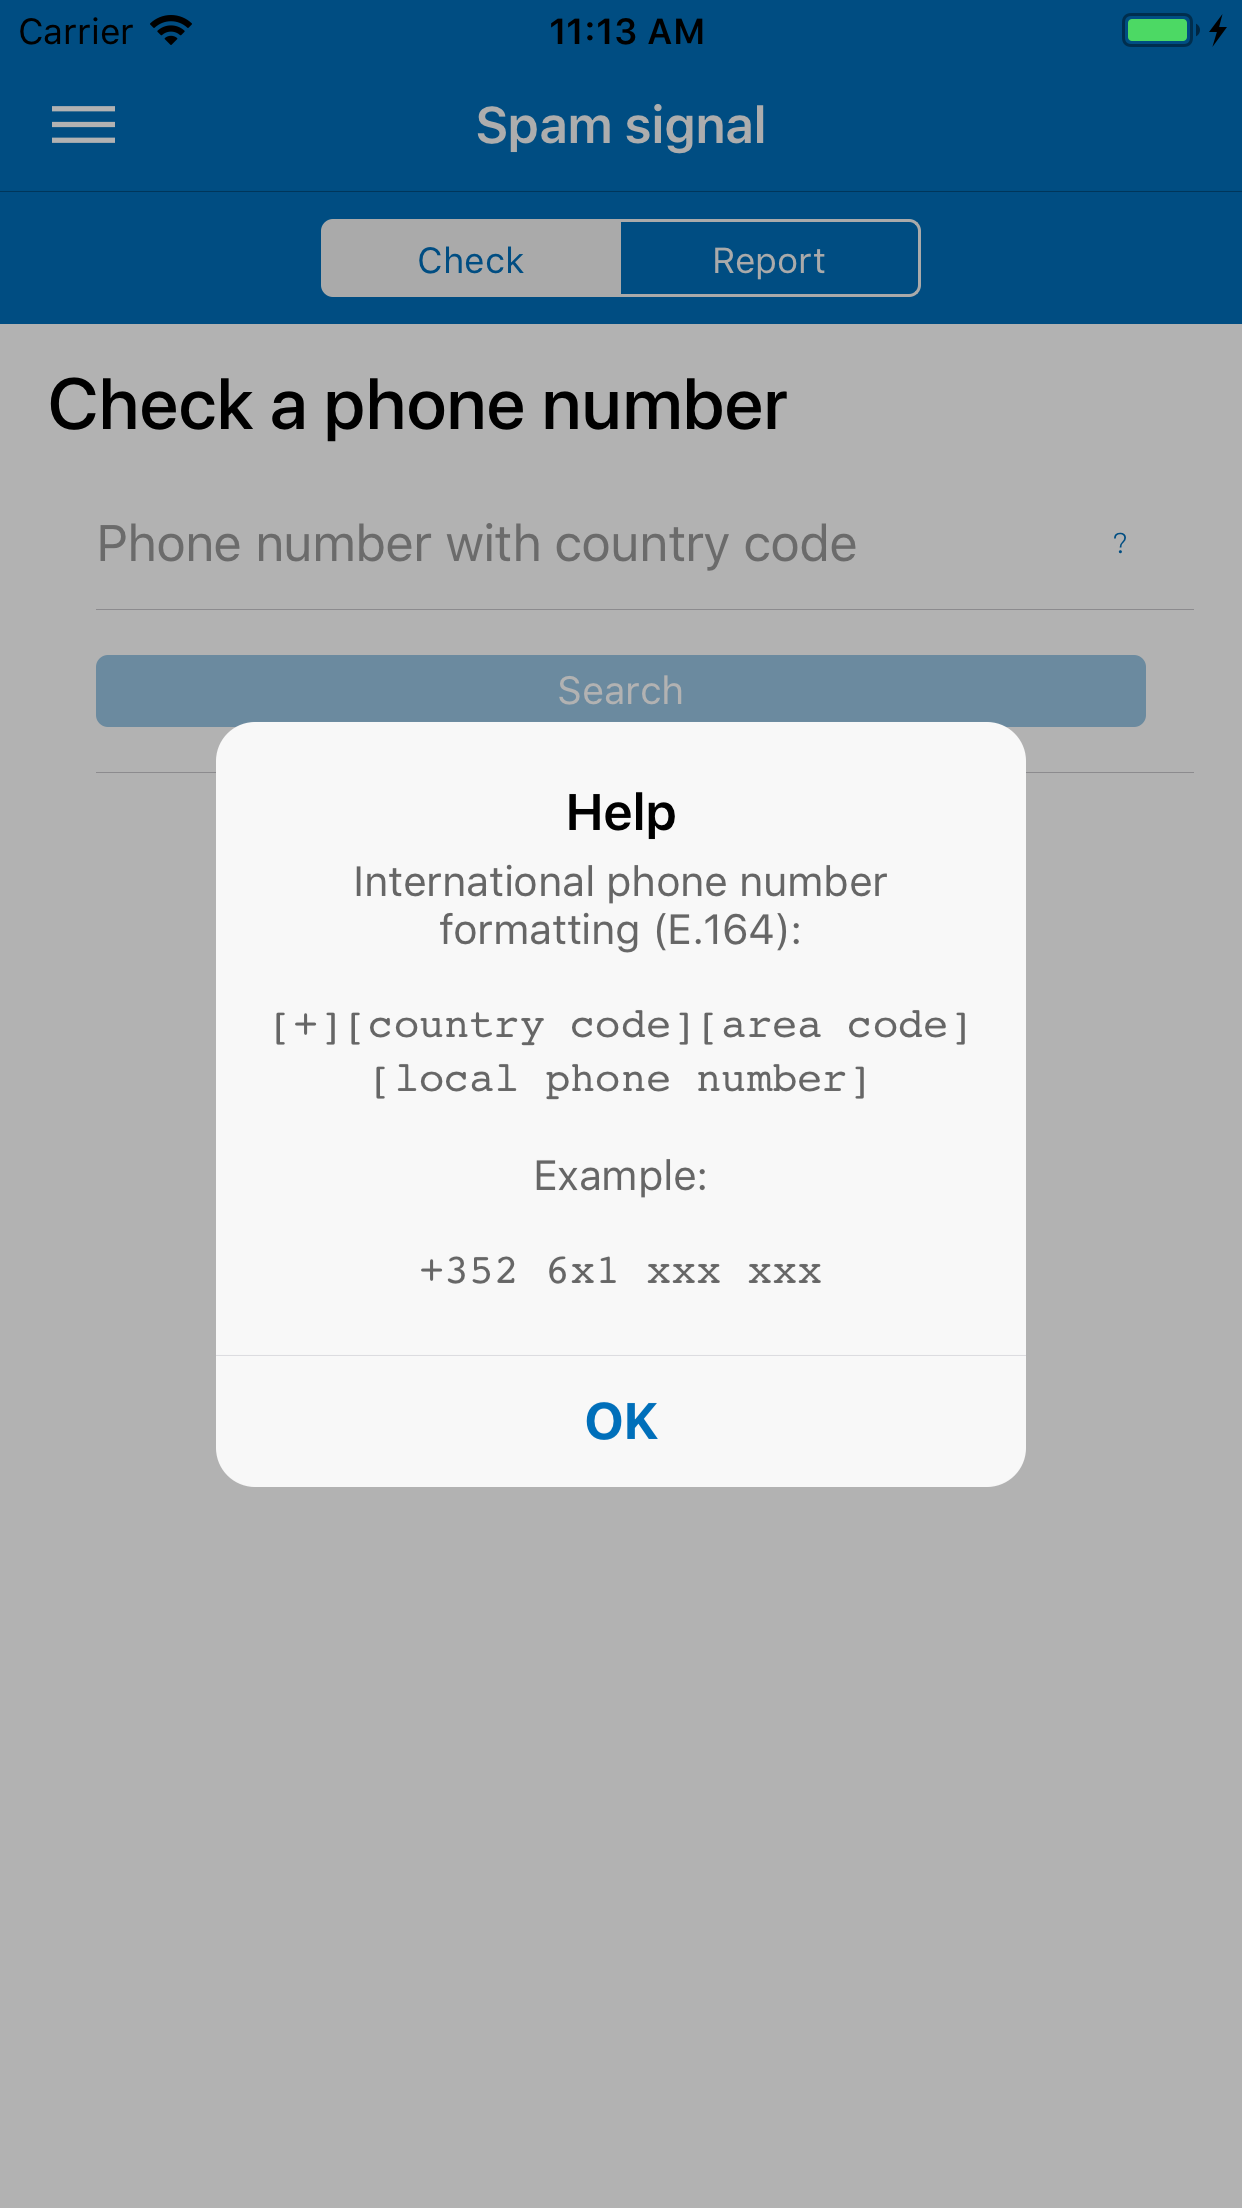 Carrier 11:13 AM
Spam signal
Check Report
Check a phone number
Phone number with country code ?
Search
Help
International phone number
formatting (E.164):
[+][country code][area code]
[local phone number]
Example:
+352 6x1 xxx xxx
OK